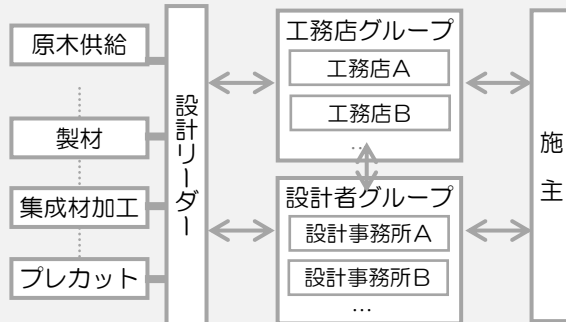 原木供給
製材
集成材加工
プレカット
設計リーダー
工務店グループ
工務店A
工務店B
…
設計者グループ
設計事務所A
設計事務所B
…
施主